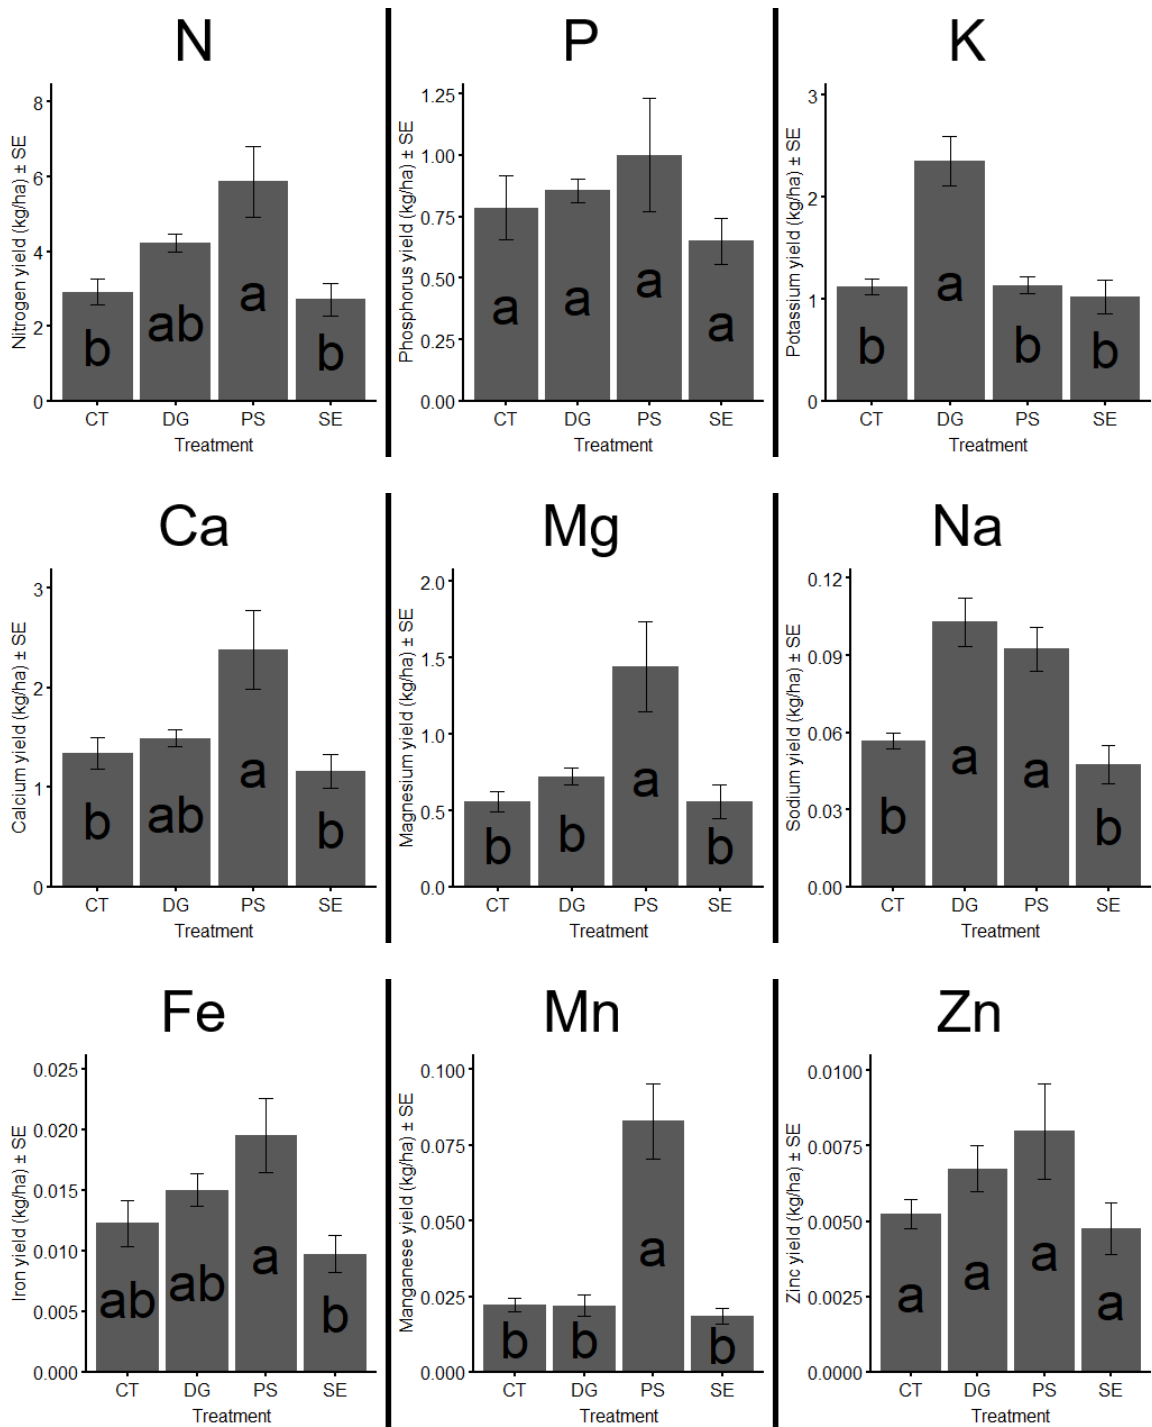 N
P
K
Nitrogen yield (kg/ha) ± SE
8
6
4
2
0
b
ab
a
b
CT DG PS SE
Treatment
Phosphorus yield (kg/ha) ± SE
1.25
1.00
0.75
0.50
0.25
0.00
a
a
a
a
CT DG PS SE
Treatment
Potassium yield (kg/ha) ± SE
3
2
1
0
b
a
b
b
CT DG PS SE
Treatment
Ca
Mg
Na
Calcium yield (kg/ha) ± SE
3
2
1
0
b
ab
a
b
CT DG PS SE
Treatment
Magnesium yield (kg/ha) ± SE
2.0
1.5
1.0
0.5
0.0
b
b
a
b
CT DG PS SE
Treatment
Sodium yield (kg/ha) ± SE
0.12
0.09
0.06
0.03
0.00
b
a
a
b
CT DG PS SE
Treatment
Fe
Mn
Zn
Iron yield (kg/ha) ± SE
0.025
0.020
0.015
0.010
0.005
0.000
ab
ab
a
b
CT DG PS SE
Treatment
Manganese yield (kg/ha) ± SE
0.100
0.075
0.050
0.025
0.000
b
b
a
b
CT DG PS SE
Treatment
Zinc yield (kg/ha) ± SE
0.0100
0.0075
0.0050
0.0025
0.0000
a
a
a
a
CT DG PS SE
Treatment